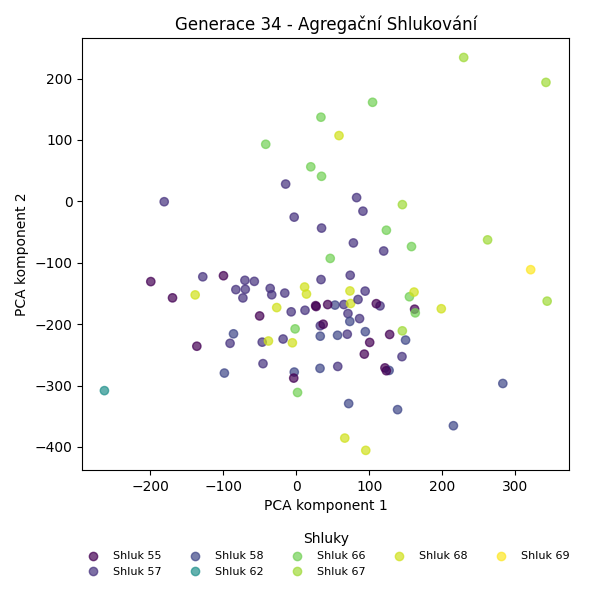 Generace 34 - Agregační Shlukování
PCA komponent 2
200
100
0
−100
−200
−300
−400
−200 −100 0 100 200 300
PCA komponent 1
Shluky
Shluk 55 Shluk 58 Shluk 66 Shluk 68 Shluk 69
Shluk 57 Shluk 62 Shluk 67